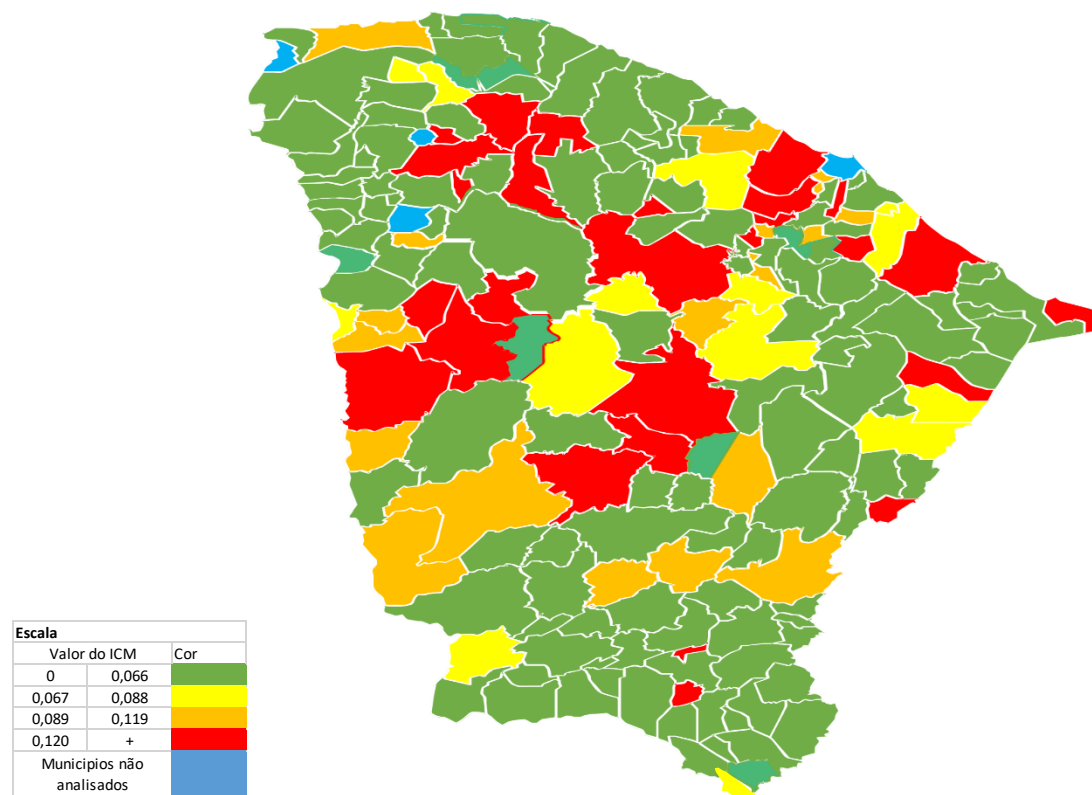 Escala
Valor do ICM Cor
0 0,066
0,067 0,088
0,089 0,119
0,120 +
Municipios não
analisados